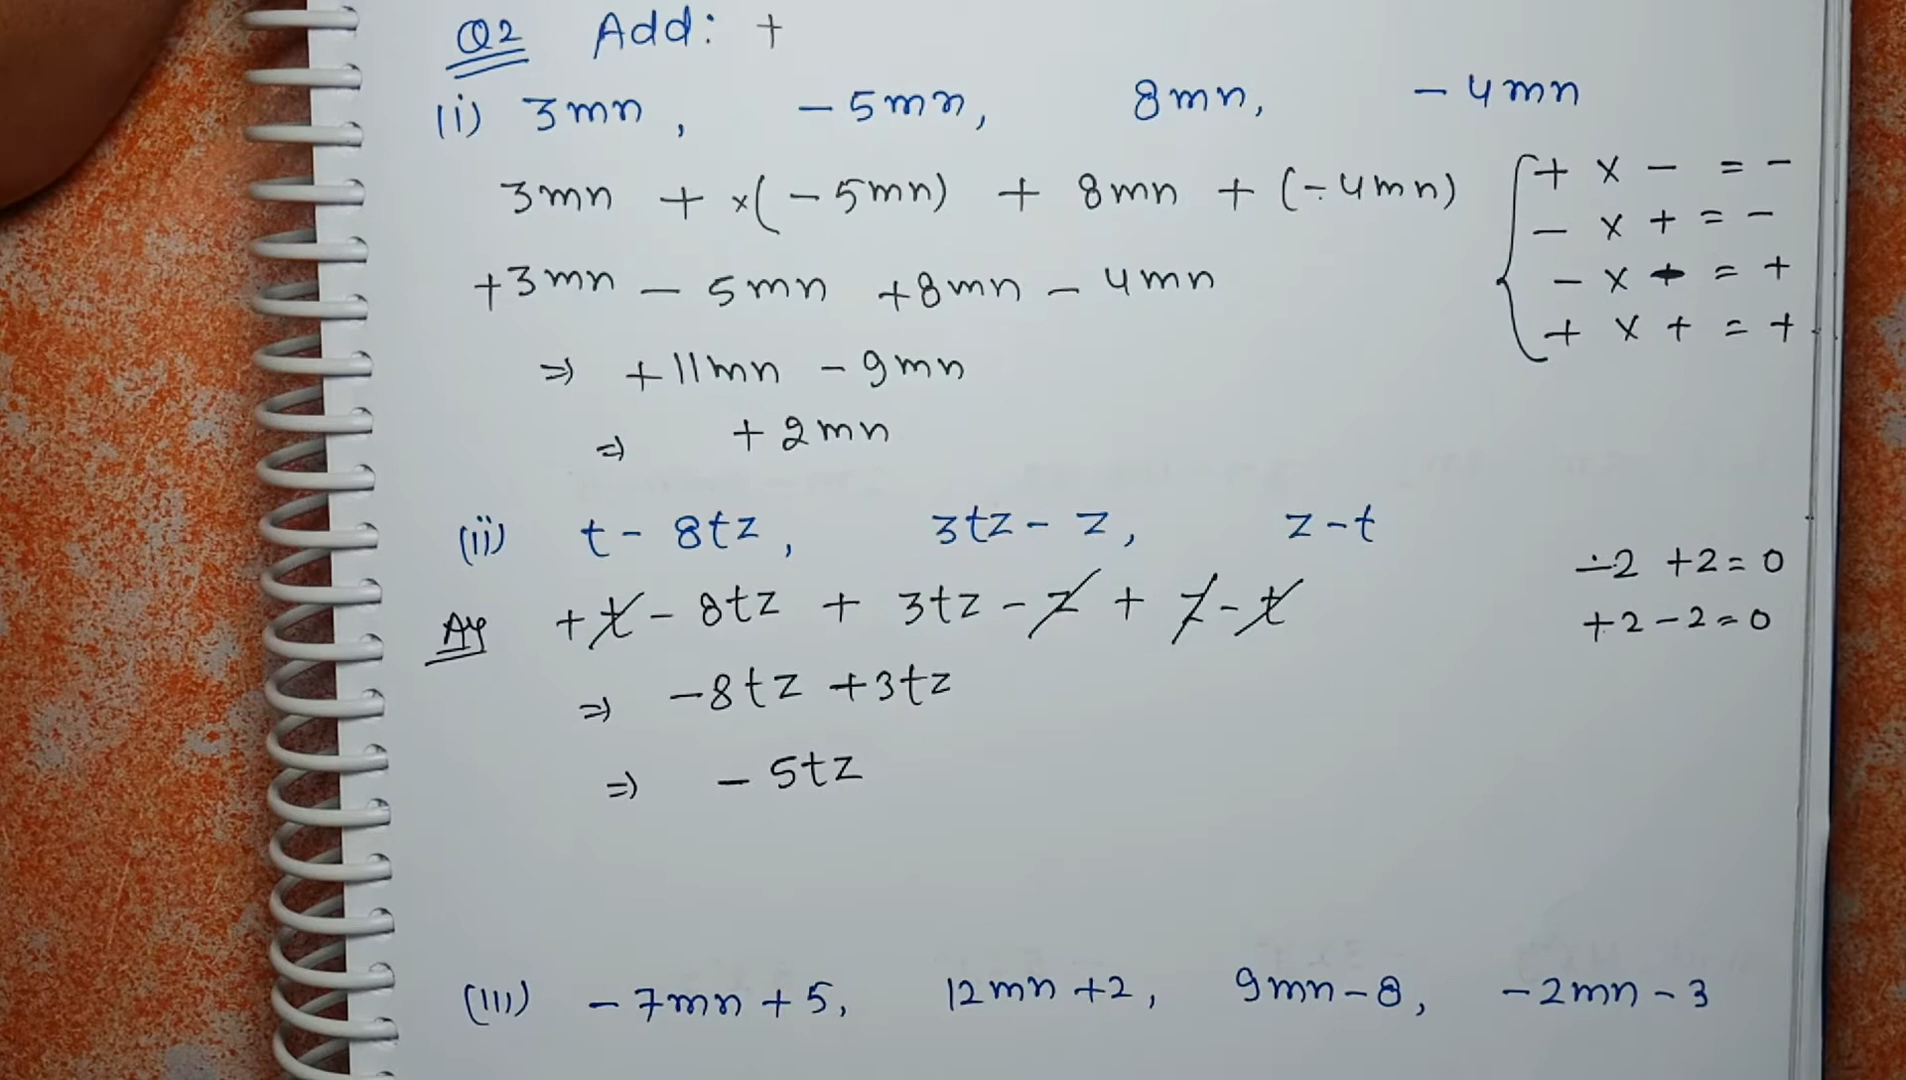 Q2 Add: +
(i) 3mn, -5mn, 8mn, -4mn
3mn + ×(-5mn) + 8mn + (-4mn)
+3mn - 5mn +8mn - 4mn
⇒ +11mn - 9mn
⇒ +2mn
+ × - = -
- × + = -
- × - = +
+ × + = +
(ii) t - 8tz, 3tz - z, z - t
+t - 8tz + 3tz - z + z - t
⇒ -8tz +3tz
⇒ -5tz
-2 +2 = 0
+2 -2 = 0
(iii) -7mn + 5, 12mn +2, 9mn - 8, -2mn - 3